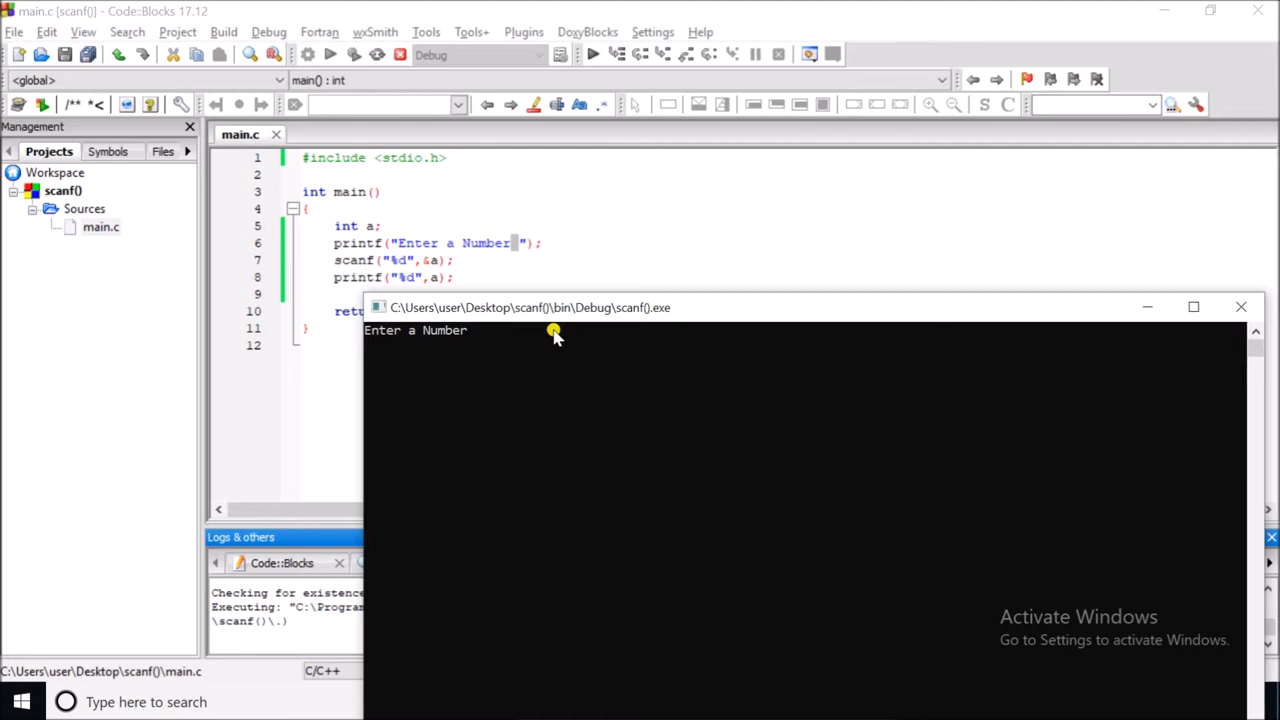 main.c [scanf()] - Code::Blocks 17.12
File Edit View Search Project Build Debug Fortran wxSmith Tools Tools+ Plugins DoxyBlocks Settings Help
Debug
<global> main() : int
/** *< S C
Management
main.c
Projects Symbols Files
Workspace
scanf()
Sources
main.c
1 #include <stdio.h>
2
3 int main()
4 {
5 int a;
6 printf("Enter a Number ");
7 scanf("%d",&a);
8 printf("%d",a);
9
10 retu
11 }
12
C:\Users\user\Desktop\scanf()\bin\Debug\scanf().exe
Enter a Number
Logs & others
Code::Blocks
Checking for existence
Executing: "C:\Program
\scanf()\.)
Activate Windows
Go to Settings to activate Windows.
C:\Users\user\Desktop\scanf()\main.c C/C++
Type here to search